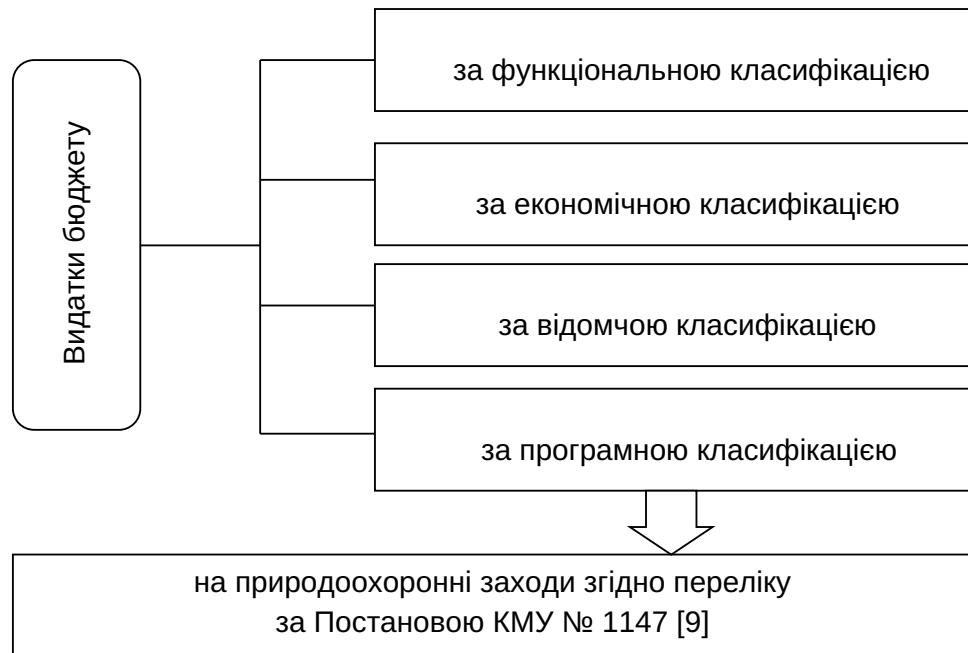 Видатки бюджету
за функціональною класифікацією
за економічною класифікацією
за відомчою класифікацією
за програмною класифікацією
на природоохоронні заходи згідно переліку
за Постановою КМУ № 1147 [9]